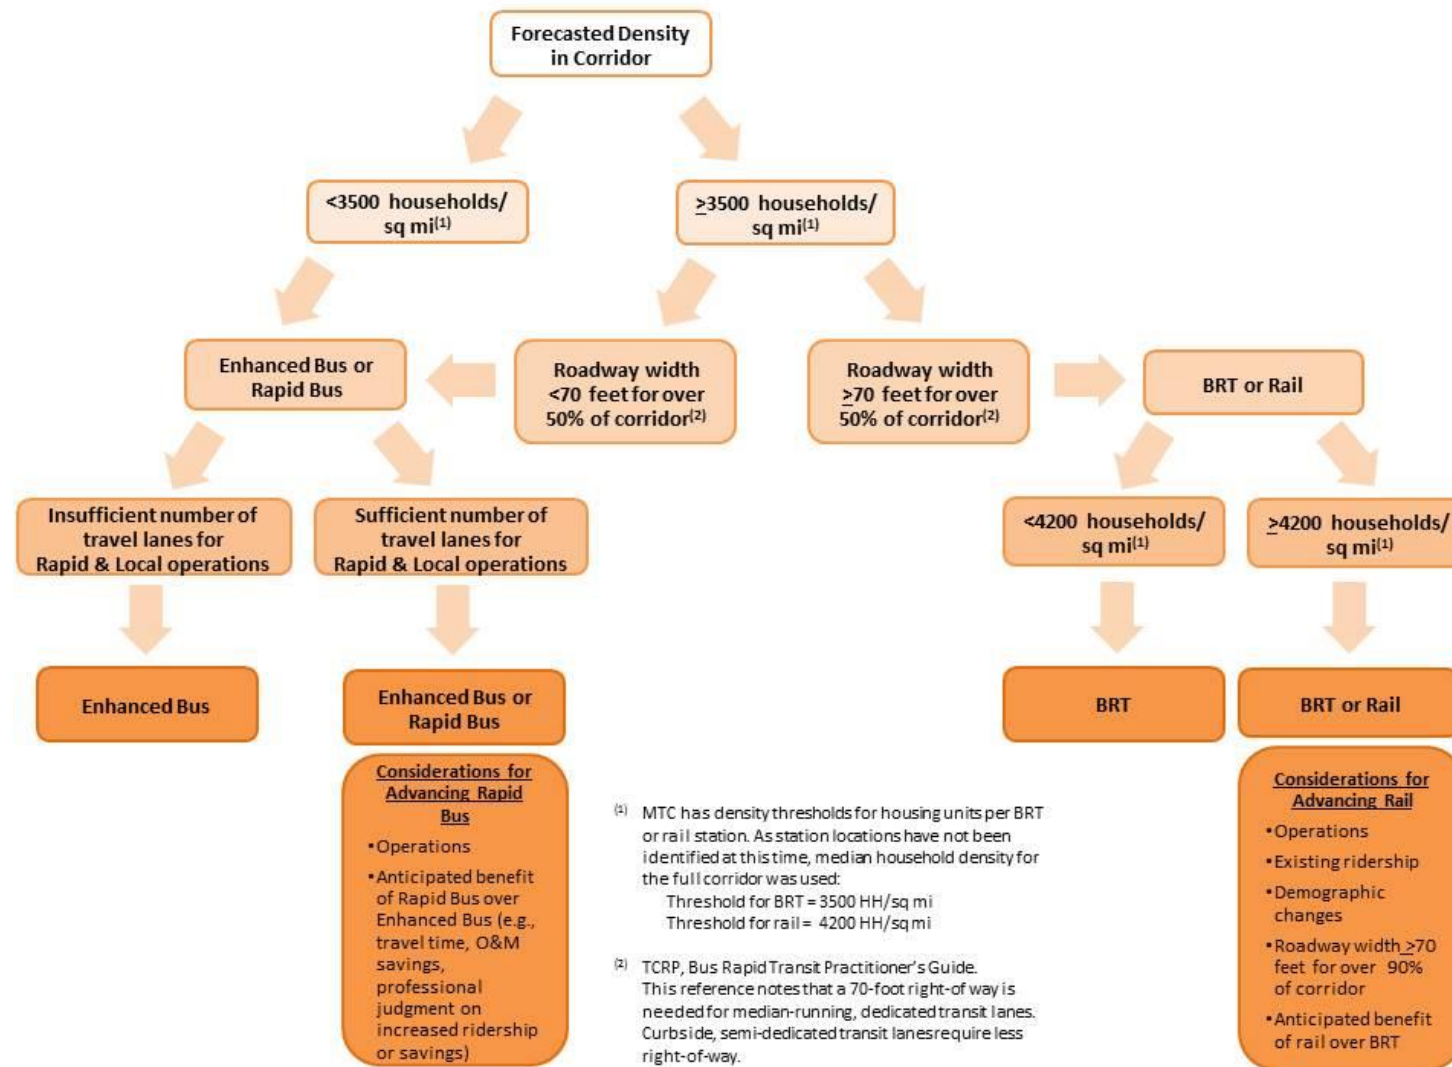 Forecasted Density
in Corridor
<3500 households/
sq mi(1)
≥3500 households/
sq mi(1)
Enhanced Bus or
Rapid Bus
Roadway width
<70 feet for over
50% of corridor(2)
Roadway width
≥70 feet for over
50% of corridor(2)
BRT or Rail
Insufficient number of
travel lanes for
Rapid & Local operations
Sufficient number of
travel lanes for
Rapid & Local operations
<4200 households/
sq mi(1)
≥4200 households/
sq mi(1)
Enhanced Bus
Enhanced Bus or
Rapid Bus
BRT
BRT or Rail
Considerations for
Advancing Rapid
Bus
•Operations
•Anticipated benefit
of Rapid Bus over
Enhanced Bus (e.g.,
travel time, O&M
savings,
professional
judgment on
increased ridership
or savings)
(1) MTC has density thresholds for housing units per BRT
or rail station. As station locations have not been
identified at this time, median household density for
the full corridor was used:
Threshold for BRT = 3500 HH/sq mi
Threshold for rail = 4200 HH/sq mi
(2) TCRP, Bus Rapid Transit Practitioner's Guide.
This reference notes that a 70-foot right-of way is
needed for median-running, dedicated transit lanes.
Curbside, semi-dedicated transit lanes require less
right-of-way.
Considerations for
Advancing Rail
•Operations
•Existing ridership
•Demographic
changes
•Roadway width ≥70
feet for over 90%
of corridor
•Anticipated benefit
of rail over BRT